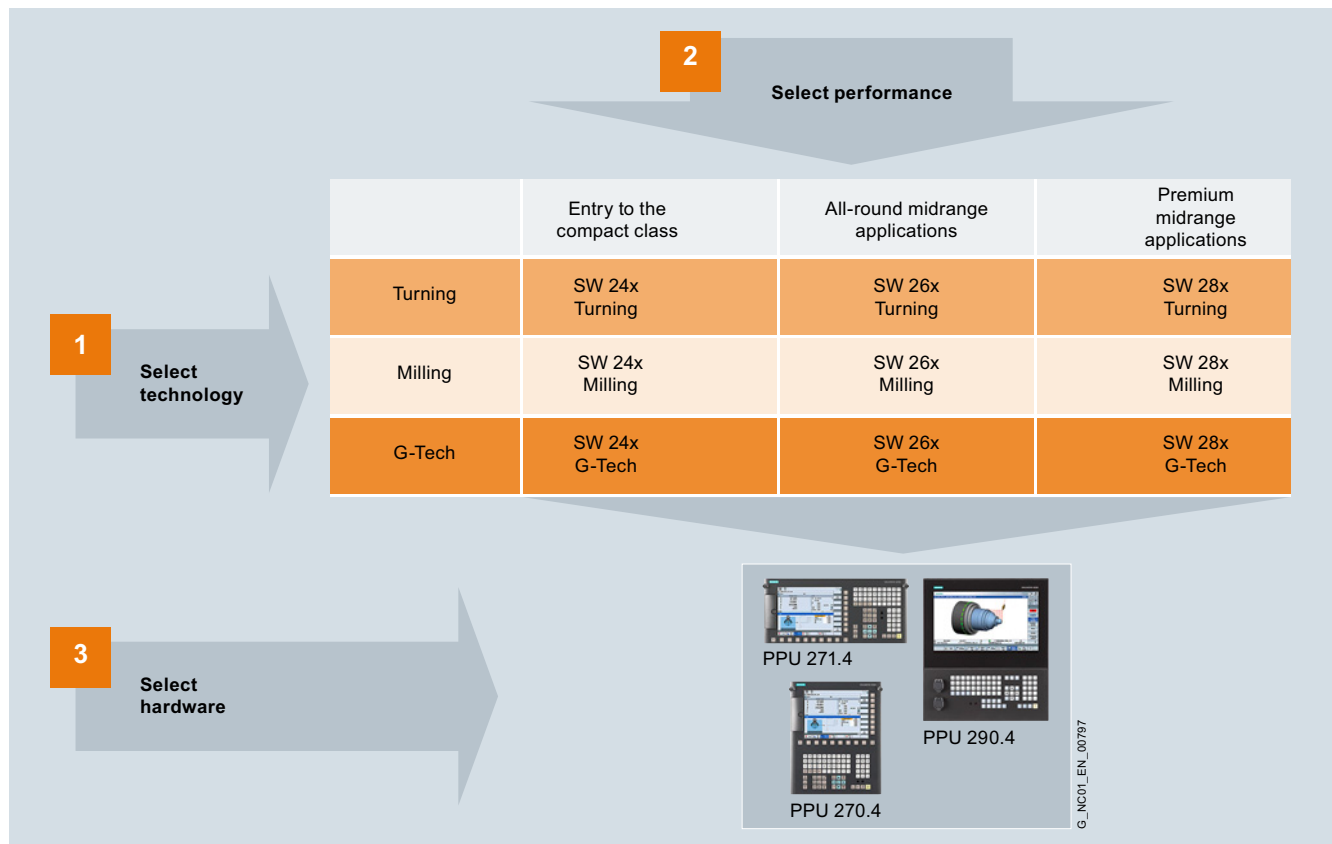 2
Select performance
Entry to the
compact class
All-round midrange
applications
Premium
midrange
applications
Turning
SW 24x
Turning
SW 26x
Turning
SW 28x
Turning
1
Select
technology
Milling
SW 24x
Milling
SW 26x
Milling
SW 28x
Milling
G-Tech
SW 24x
G-Tech
SW 26x
G-Tech
SW 28x
G-Tech
3
Select
hardware
PPU 271.4
PPU 290.4
PPU 270.4
G_NC01_EN_00797